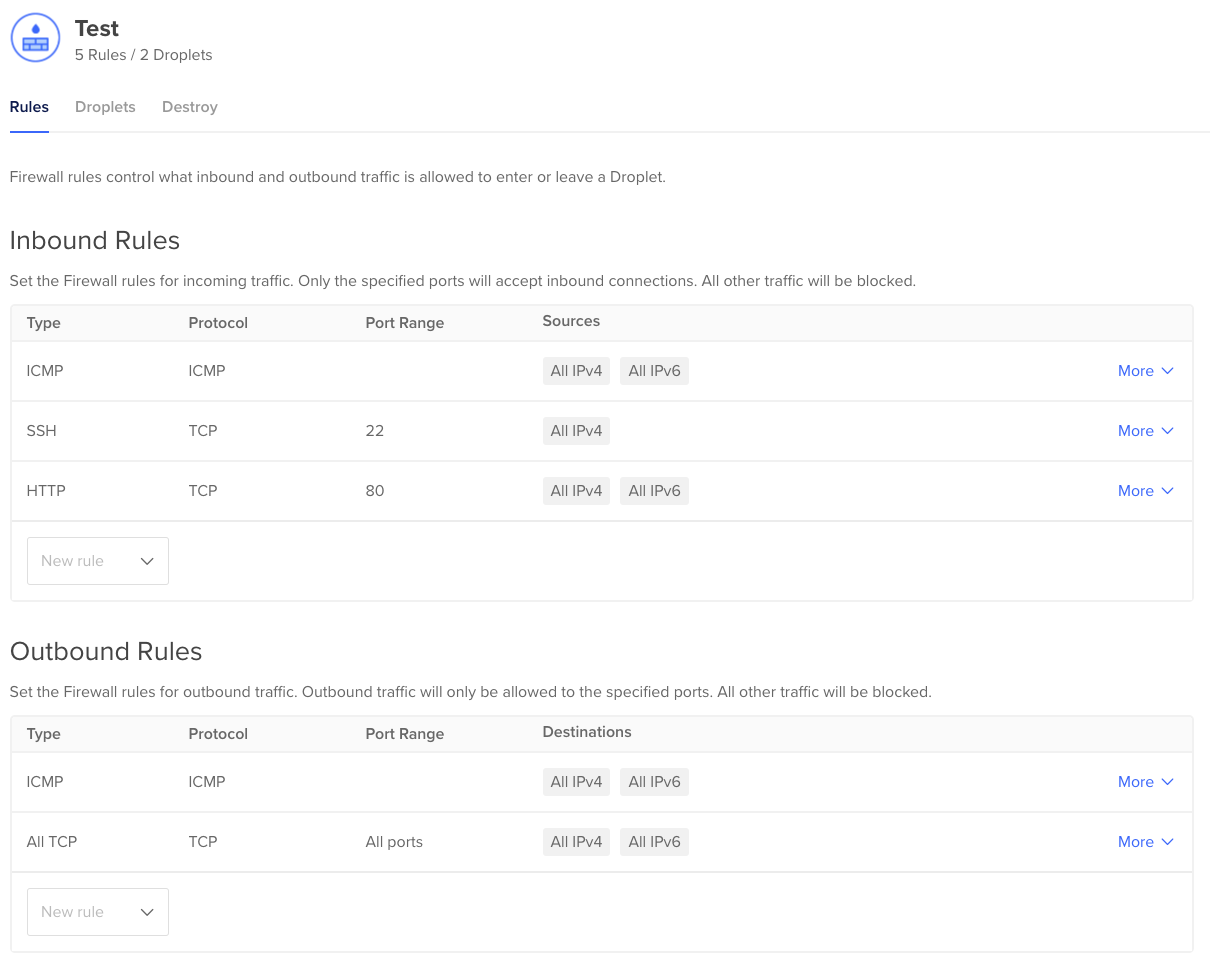 Test
5 Rules / 2 Droplets
Rules Droplets Destroy
Firewall rules control what inbound and outbound traffic is allowed to enter or leave a Droplet.
Inbound Rules
Set the Firewall rules for incoming traffic. Only the specified ports will accept inbound connections. All other traffic will be blocked.
Type Protocol Port Range Sources
ICMP ICMP All IPv4 All IPv6 More
SSH TCP 22 All IPv4 More
HTTP TCP 80 All IPv4 All IPv6 More
New rule
Outbound Rules
Set the Firewall rules for outbound traffic. Outbound traffic will only be allowed to the specified ports. All other traffic will be blocked.
Type Protocol Port Range Destinations
ICMP ICMP All IPv4 All IPv6 More
All TCP TCP All ports All IPv4 All IPv6 More
New rule